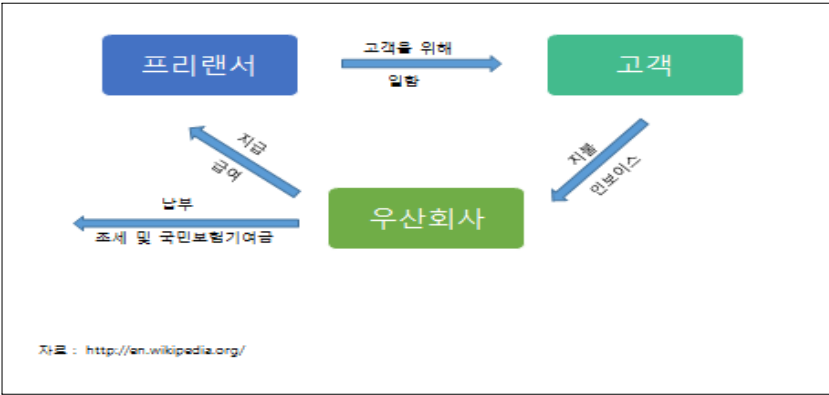 프리랜서
고객을 위해
일함
고객
지급
급여
지불
인보이스
납부
조세 및 국민보험기여금
우산회사
자료 : http://en.wikipedia.org/